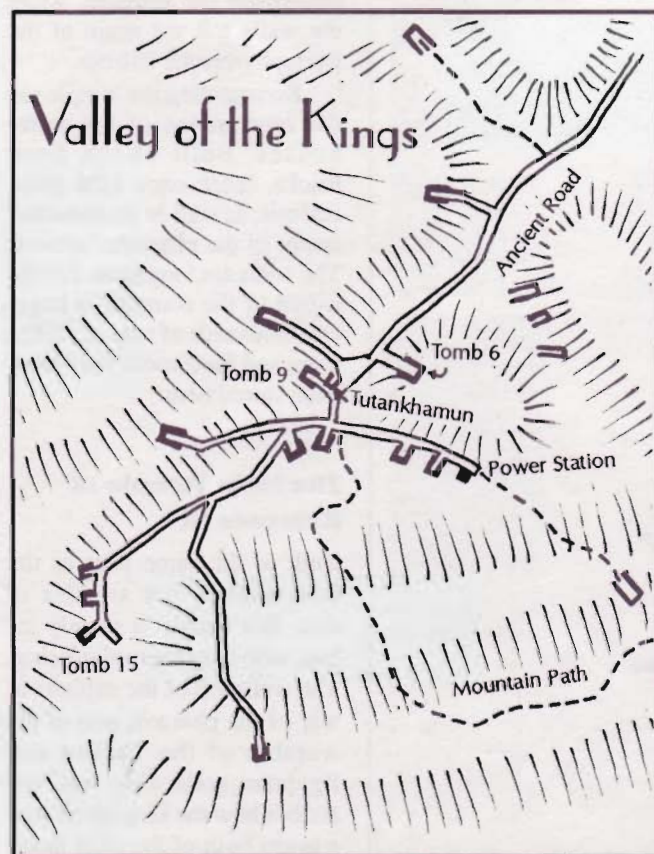 Valley of the Kings
Ancient Road
Tomb 6
Tomb 9
Tutankhamun
Power Station
Tomb 15
Mountain Path